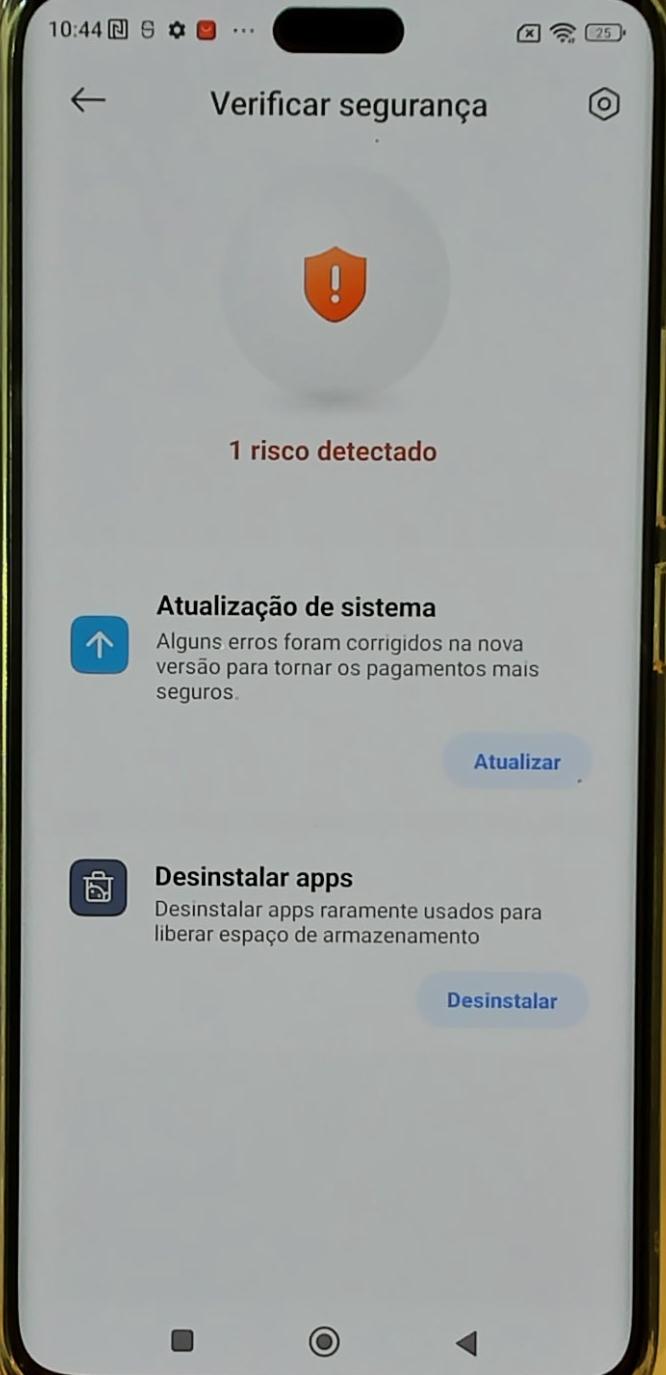 10:44
25
Verificar segurança
1 risco detectado
Atualização de sistema
Alguns erros foram corrigidos na nova
versão para tornar os pagamentos mais
seguros.
Atualizar
Desinstalar apps
Desinstalar apps raramente usados para
liberar espaço de armazenamento
Desinstalar